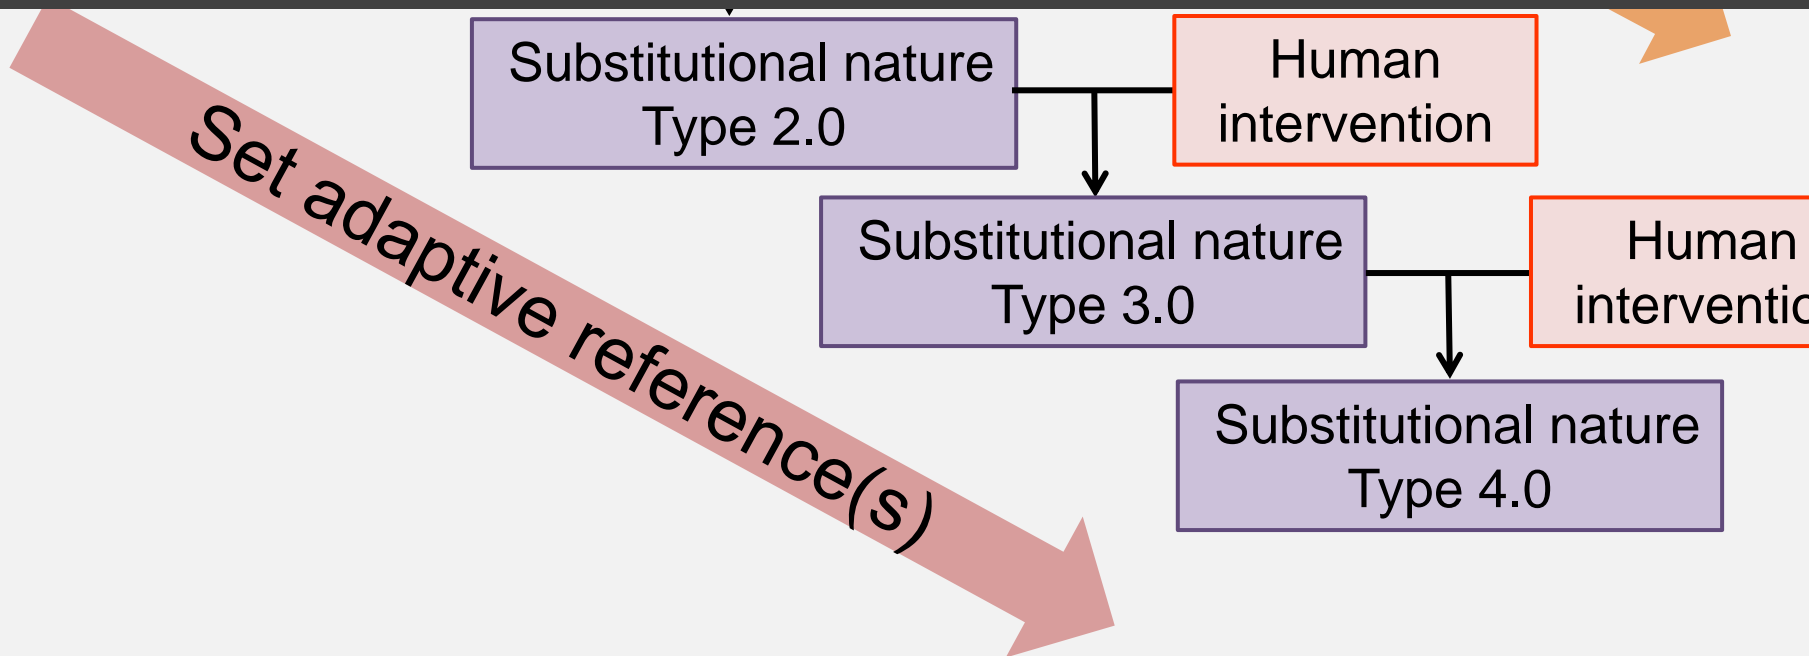 Substitutional nature
Type 2.0
Human
intervention
Set adaptive reference(s)
Substitutional nature
Type 3.0
Human
Substitutional nature
Type 4.0